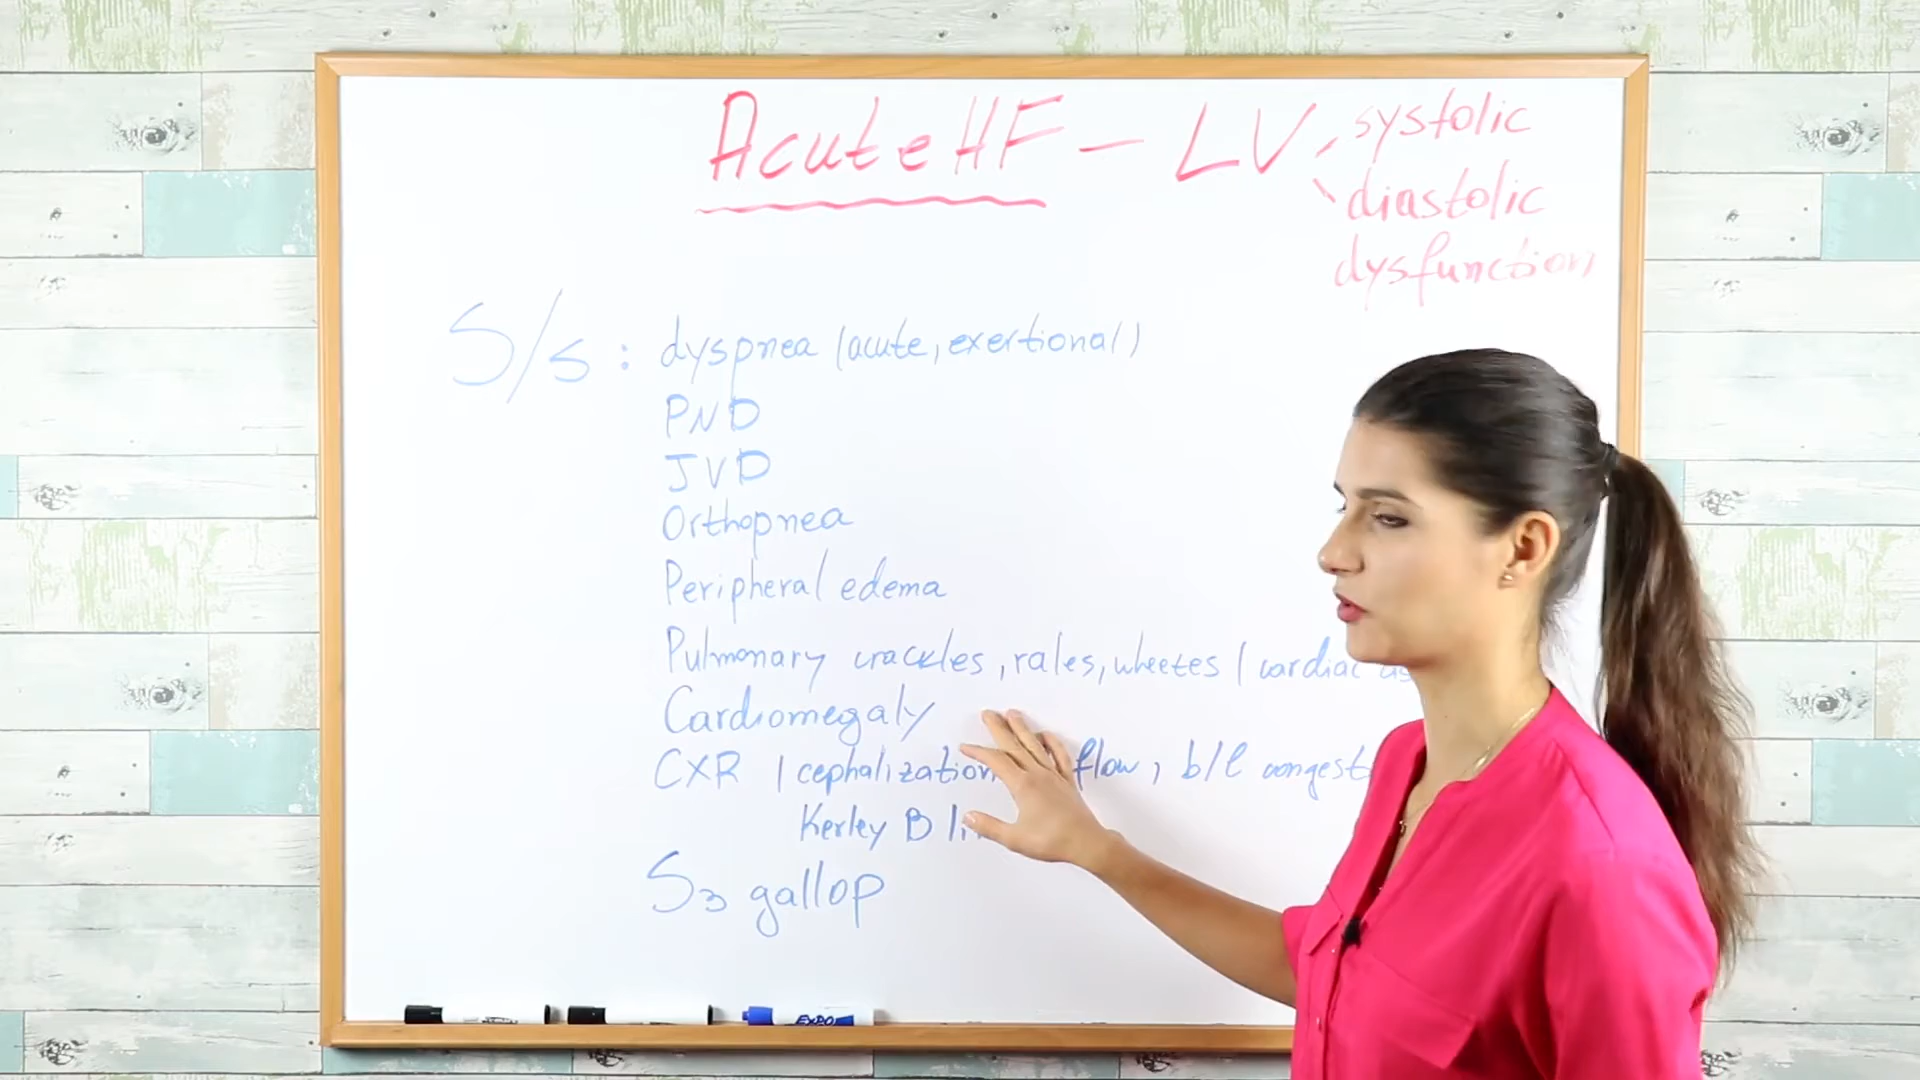 Acute HF - LV
systolic
diastolic
dysfunction
S/s : dyspnea (acute, exertional)
PND
JVD
Orthopnea
Peripheral edema
Pulmonary crackles, rales, wheezes / cardiac
Cardiomegaly
CXR / cephalization flow, b/l
Kerley B
S3 gallop
EXPO